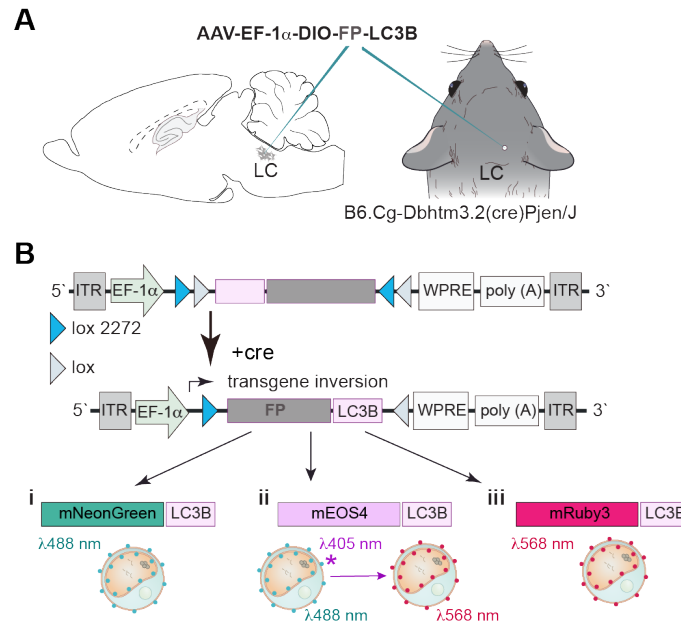 A
AAV-EF-1α-DIO-FP-LC3B
LC
LC
B6.Cg-Dbhtm3.2(cre)Pjen/J
B
5` ITR EF-1α WPRE poly (A) ITR 3`
lox 2272
lox
+cre
transgene inversion
5` ITR EF-1α FP LC3B WPRE poly (A) ITR 3`
i ii iii
mNeonGreen LC3B mEOS4 LC3B mRuby3 LC3B
λ488 nm λ405 nm λ568 nm
*
λ488 nm λ568 nm